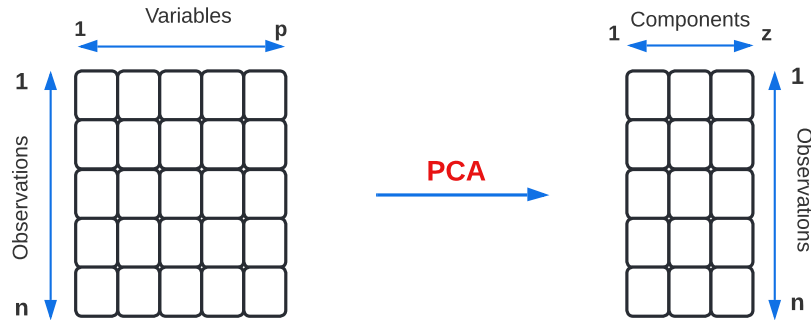 Variables
1
p
1
Observations
n
PCA
Components
1
z
1
Observations
n